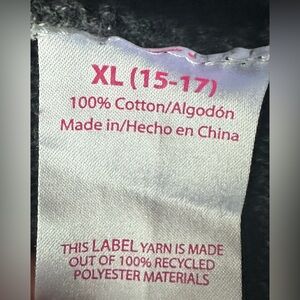 XL (15-17)
100% Cotton/Algodón
Made in/Hecho en China
THIS LABEL YARN IS MADE
OUT OF 100% RECYCLED
POLYESTER MATERIALS